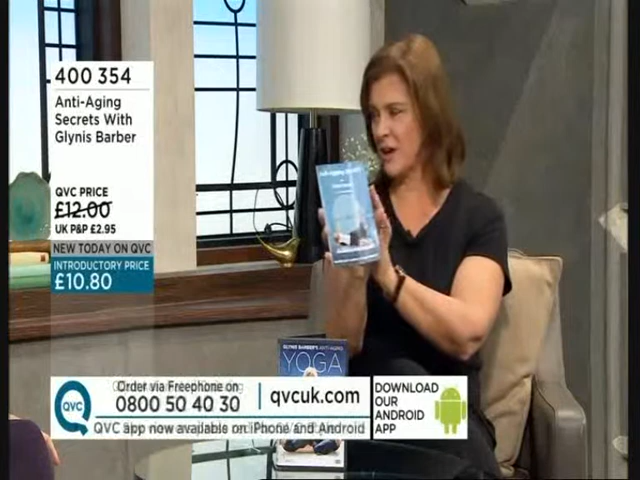 400 354
Anti-Aging
Secrets With
Glynis Barber
QVC PRICE
£12.00
UK P&P £2.95
NEW TODAY ON QVC
INTRODUCTORY PRICE
£10.80
GLYNIS BARBER'S ANTI-AGING
YOGA
QVC
Order via Freephone on
0800 50 40 30
qvcuk.com
QVC app now available on iPhone and Android
DOWNLOAD
OUR
ANDROID
APP